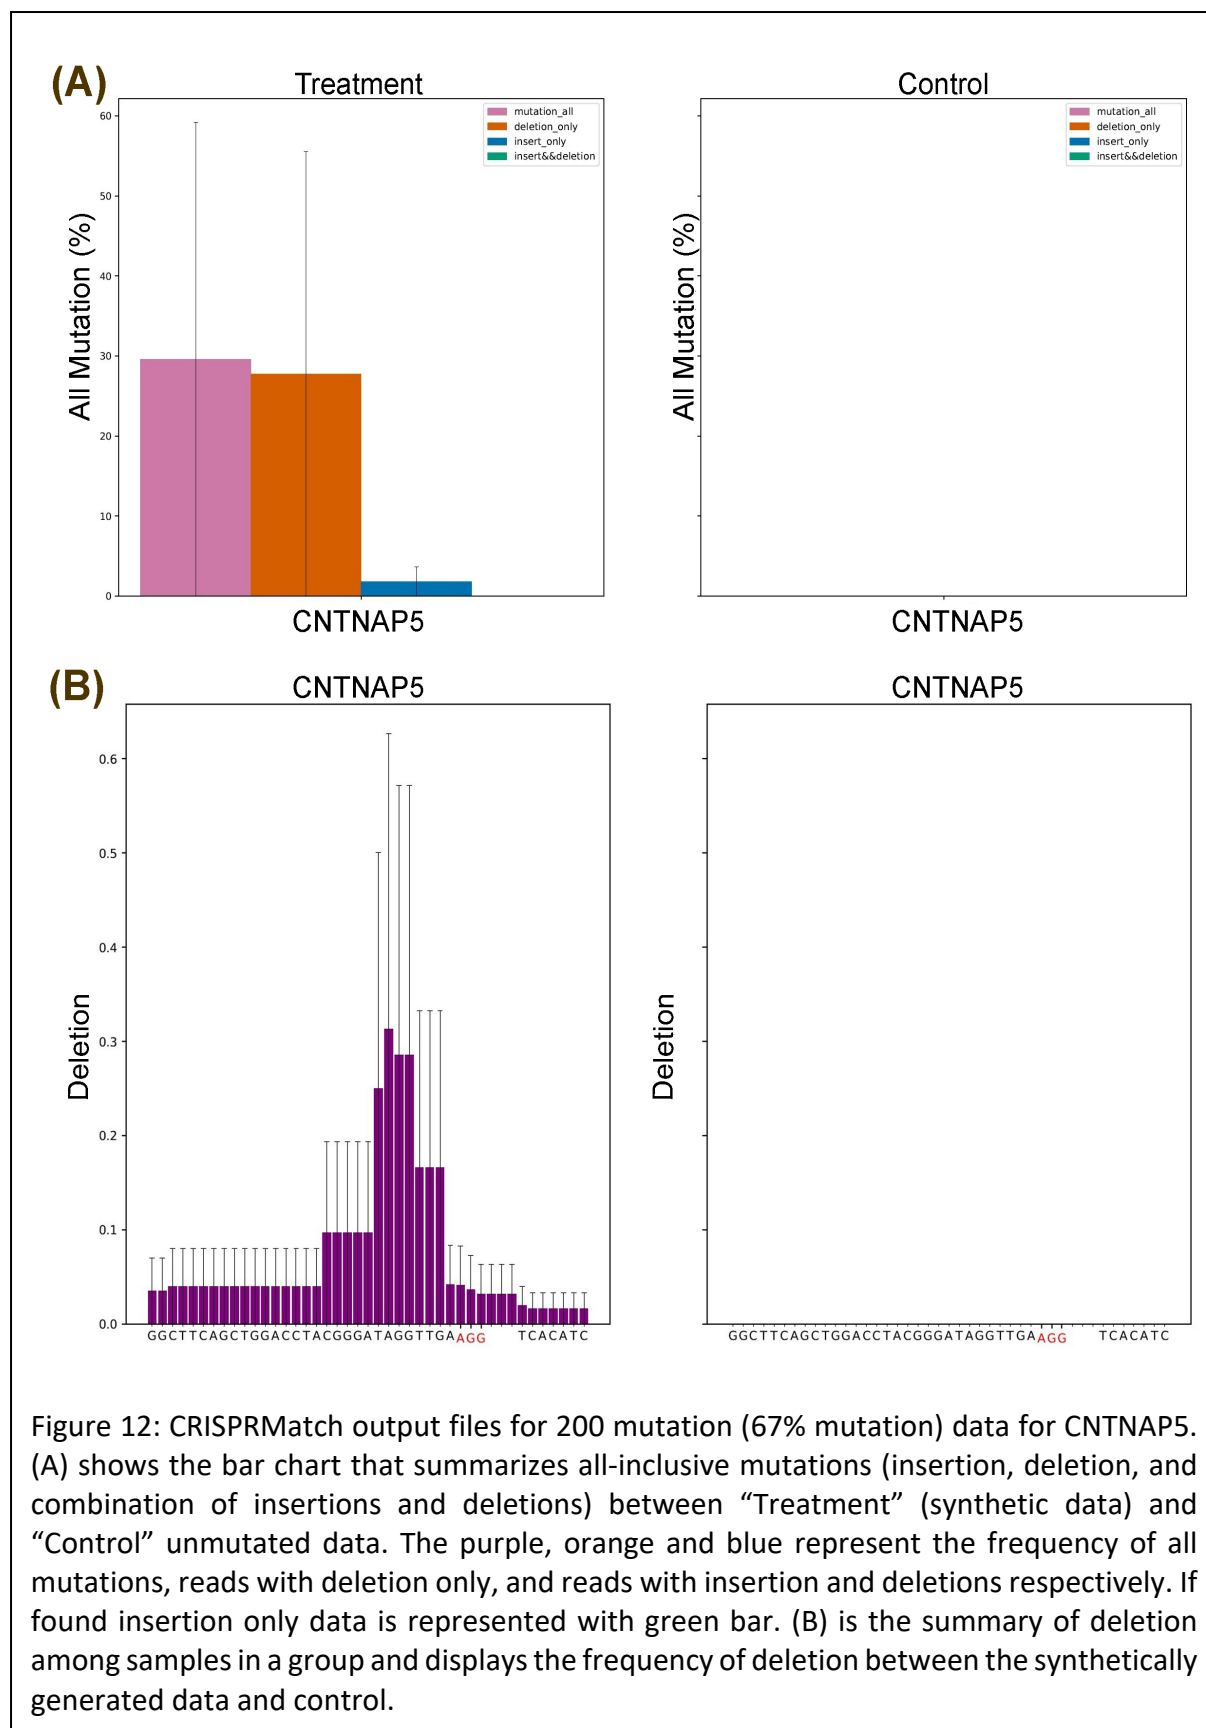 (A)
Treatment
Control
mutation_all
deletion_only
insert_only
insert&&deletion
mutation_all
deletion_only
insert_only
insert&&deletion
All Mutation (%)
60
50
40
30
20
10
0
All Mutation (%)
CNTNAP5
CNTNAP5
(B)
CNTNAP5
CNTNAP5
Deletion
0.6
0.5
0.4
0.3
0.2
0.1
0.0
Deletion
GGCTTCAGCTGGACCTACGGGATAGGTTGAAGG TCACATC
GGCTTCAGCTGGACCTACGGGATAGGTTGAAGG TCACATC
Figure 12: CRISPRMatch output files for 200 mutation (67% mutation) data for CNTNAP5.
(A) shows the bar chart that summarizes all-inclusive mutations (insertion, deletion, and
combination of insertions and deletions) between “Treatment” (synthetic data) and
“Control” unmutated data. The purple, orange and blue represent the frequency of all
mutations, reads with deletion only, and reads with insertion and deletions respectively. If
found insertion only data is represented with green bar. (B) is the summary of deletion
among samples in a group and displays the frequency of deletion between the synthetically
generated data and control.